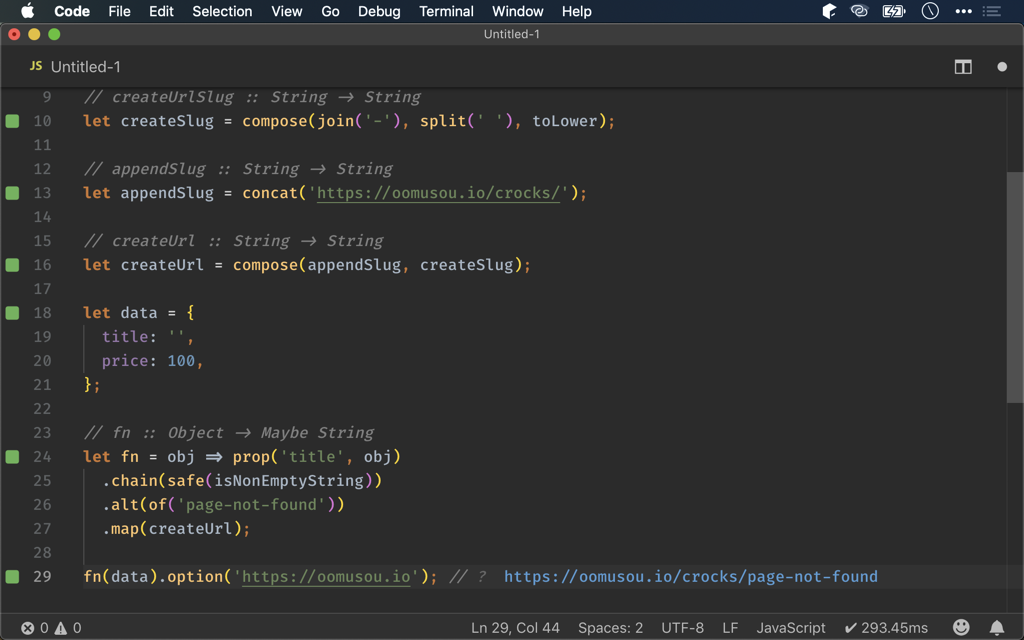 Code File Edit Selection View Go Debug Terminal Window Help
Untitled-1
JS Untitled-1
9 // createUrlSlug :: String -> String
10 let createSlug = compose(join('-'), split(' '), toLower);
11
12 // appendSlug :: String -> String
13 let appendSlug = concat('https://oomusou.io/crocks/');
14
15 // createUrl :: String -> String
16 let createUrl = compose(appendSlug, createSlug);
17
18 let data = {
19 title: '',
20 price: 100,
21 };
22
23 // fn :: Object -> Maybe String
24 let fn = obj => prop('title', obj)
25 .chain(safe(isNonEmptyString))
26 .alt(of('page-not-found'))
27 .map(createUrl);
28
29 fn(data).option('https://oomusou.io'); // ? https://oomusou.io/crocks/page-not-found
0 0 Ln 29, Col 44 Spaces: 2 UTF-8 LF JavaScript ✔ 293.45ms